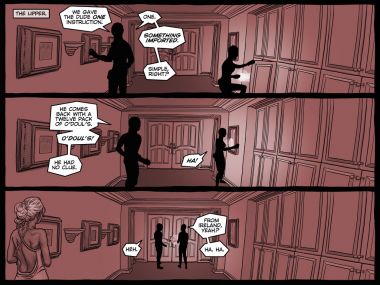 THE LIPPER.
WE GAVE
THE DUDE ONE
INSTRUCTION.
ONE.
SOMETHING
IMPORTED.
SIMPLE,
RIGHT?
HE COMES
BACK WITH A
TWELVE PACK
OF O'DOUL'S.
O'DOUL'S!
HE HAD
NO CLUE.
HA!
FROM
IRELAND,
YEAH?
HEH.
HA, HA.